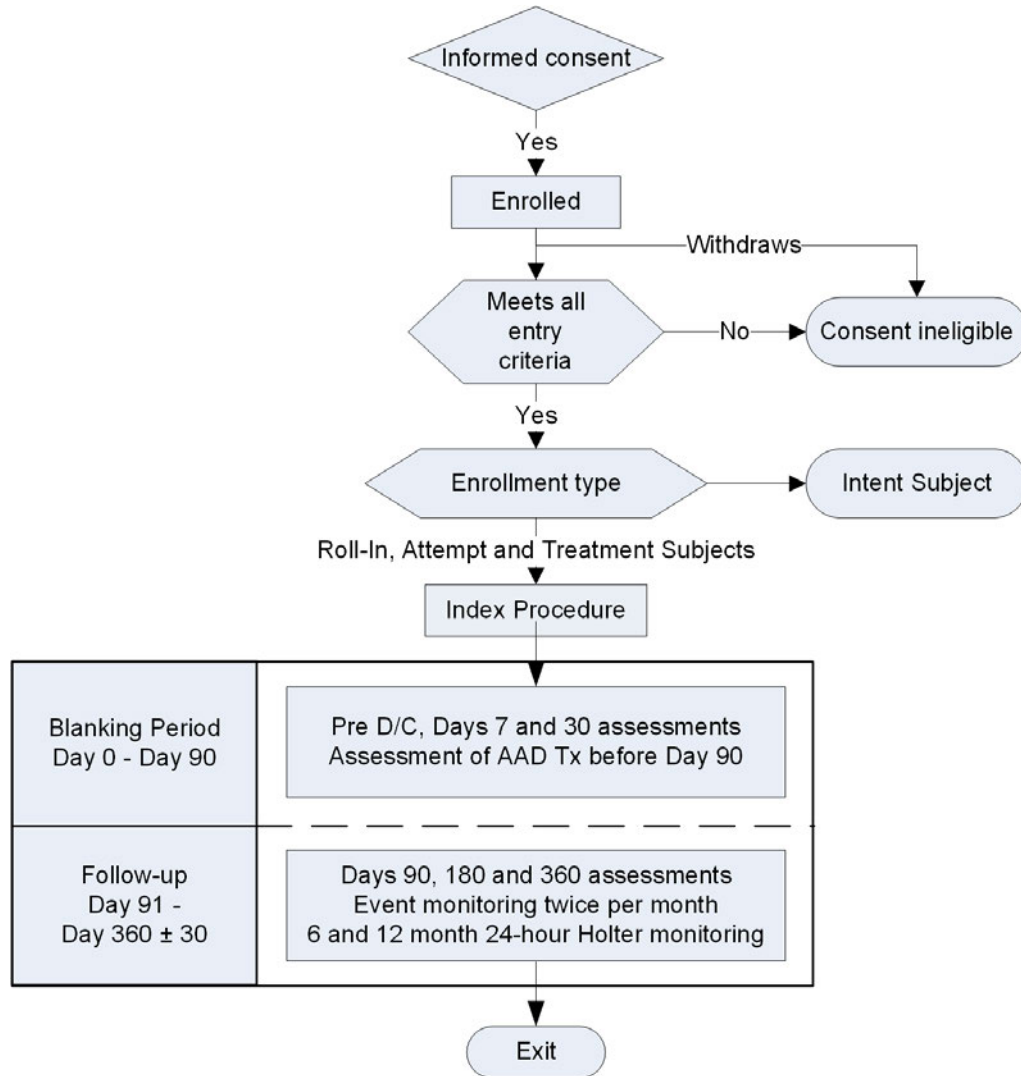 Informed consent
Yes
Enrolled
Withdraws
Meets all
entry
criteria
No
Consent ineligible
Yes
Enrollment type
Intent Subject
Roll-In, Attempt and Treatment Subjects
Index Procedure
Blanking Period
Day 0 - Day 90
Pre D/C, Days 7 and 30 assessments
Assessment of AAD Tx before Day 90
Follow-up
Day 91 -
Day 360 ± 30
Days 90, 180 and 360 assessments
Event monitoring twice per month
6 and 12 month 24-hour Holter monitoring
Exit